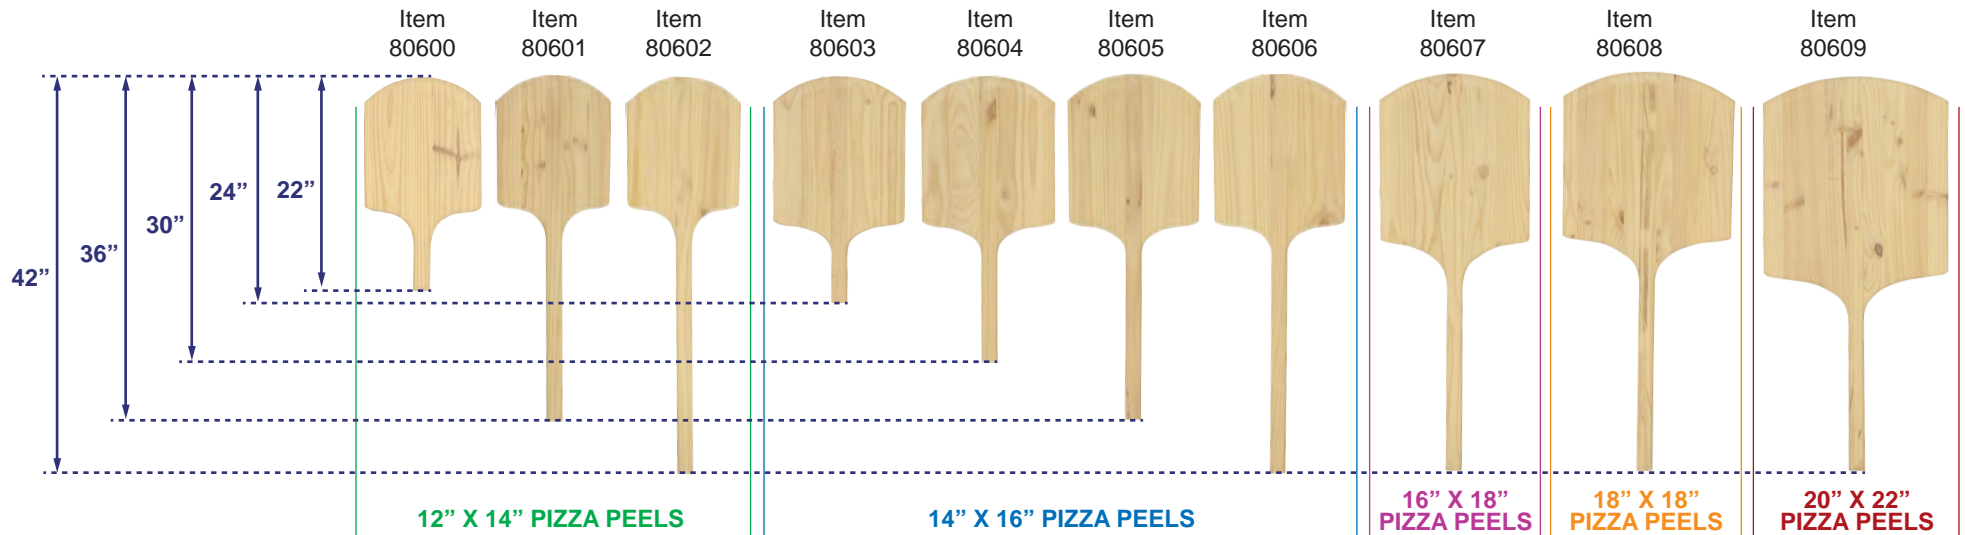 Item
80600
Item
80601
Item
80602
Item
80603
Item
80604
Item
80605
Item
80606
Item
80607
Item
80608
Item
80609
22”
24”
30”
36”
42”
12” X 14” PIZZA PEELS
14” X 16” PIZZA PEELS
16” X 18”
PIZZA PEELS
18” X 18”
PIZZA PEELS
20” X 22”
PIZZA PEELS